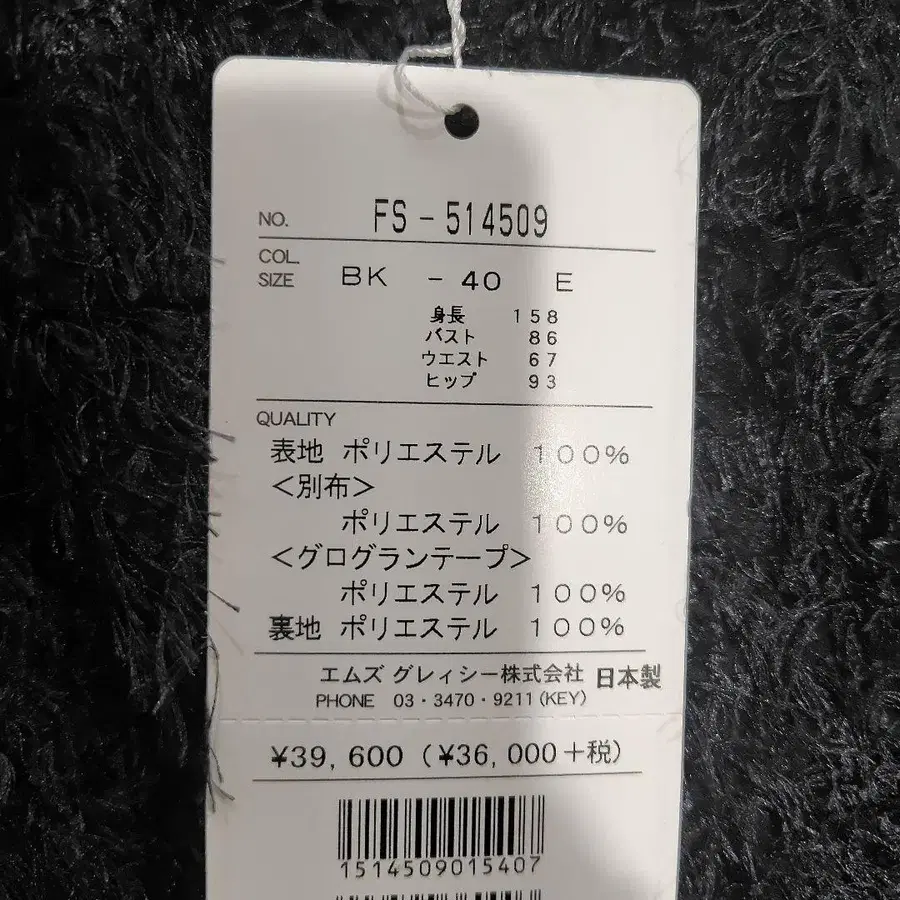 NO. FS-514509
COL.
SIZE BK -40 E
身長 158
バスト 86
ウエスト 67
ヒップ 93
QUALITY
表地 ポリエステル 100%
<別布>
ポリエステル 100%
<グログランテープ>
ポリエステル 100%
裏地 ポリエステル 100%
エムズ グレィシー株式会社 日本製
PHONE 03・3470・9211(KEY)
¥39,600 (¥36,000+税)
1514509015407